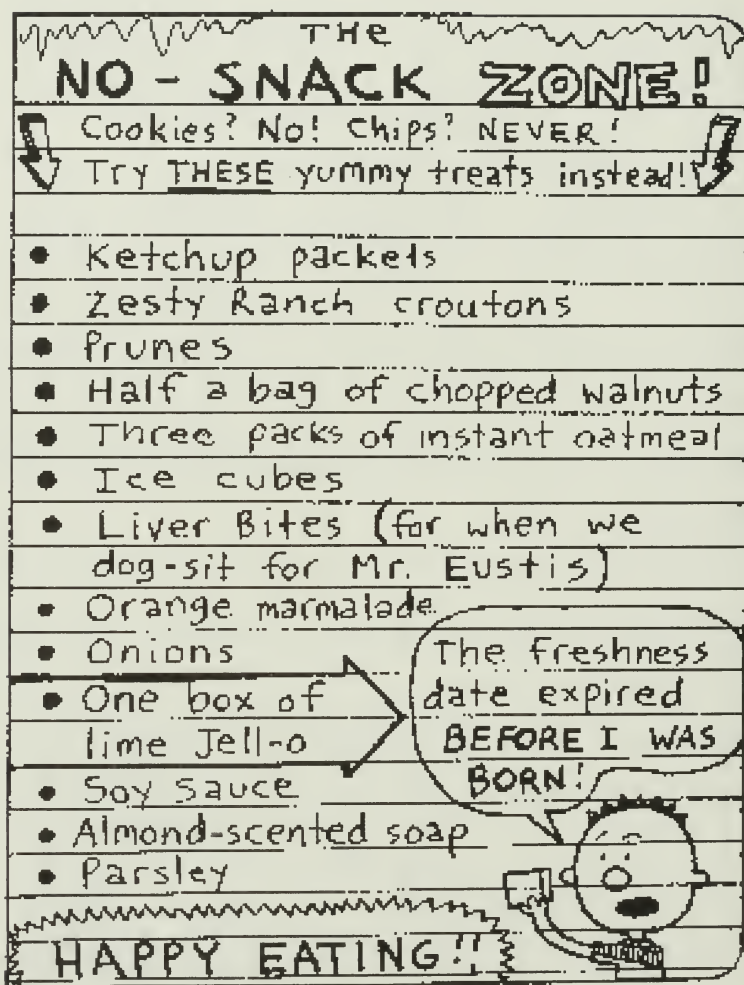 THE
NO - SNACK ZONE!
Cookies? No! Chips? NEVER!
Try THESE yummy treats instead!
• Ketchup packets
• Zesty Ranch croutons
• Prunes
• Half a bag of chopped walnuts
• Three packs of instant oatmeal
• Ice cubes
• Liver Bites (for when we
dog-sit for Mr. Eustis)
• Orange marmalade
• Onions
• One box of
lime Jell-o
The freshness
date expired
BEFORE I WAS
BORN!
• Soy sauce
• Almond-scented soap
• Parsley
HAPPY EATING!!